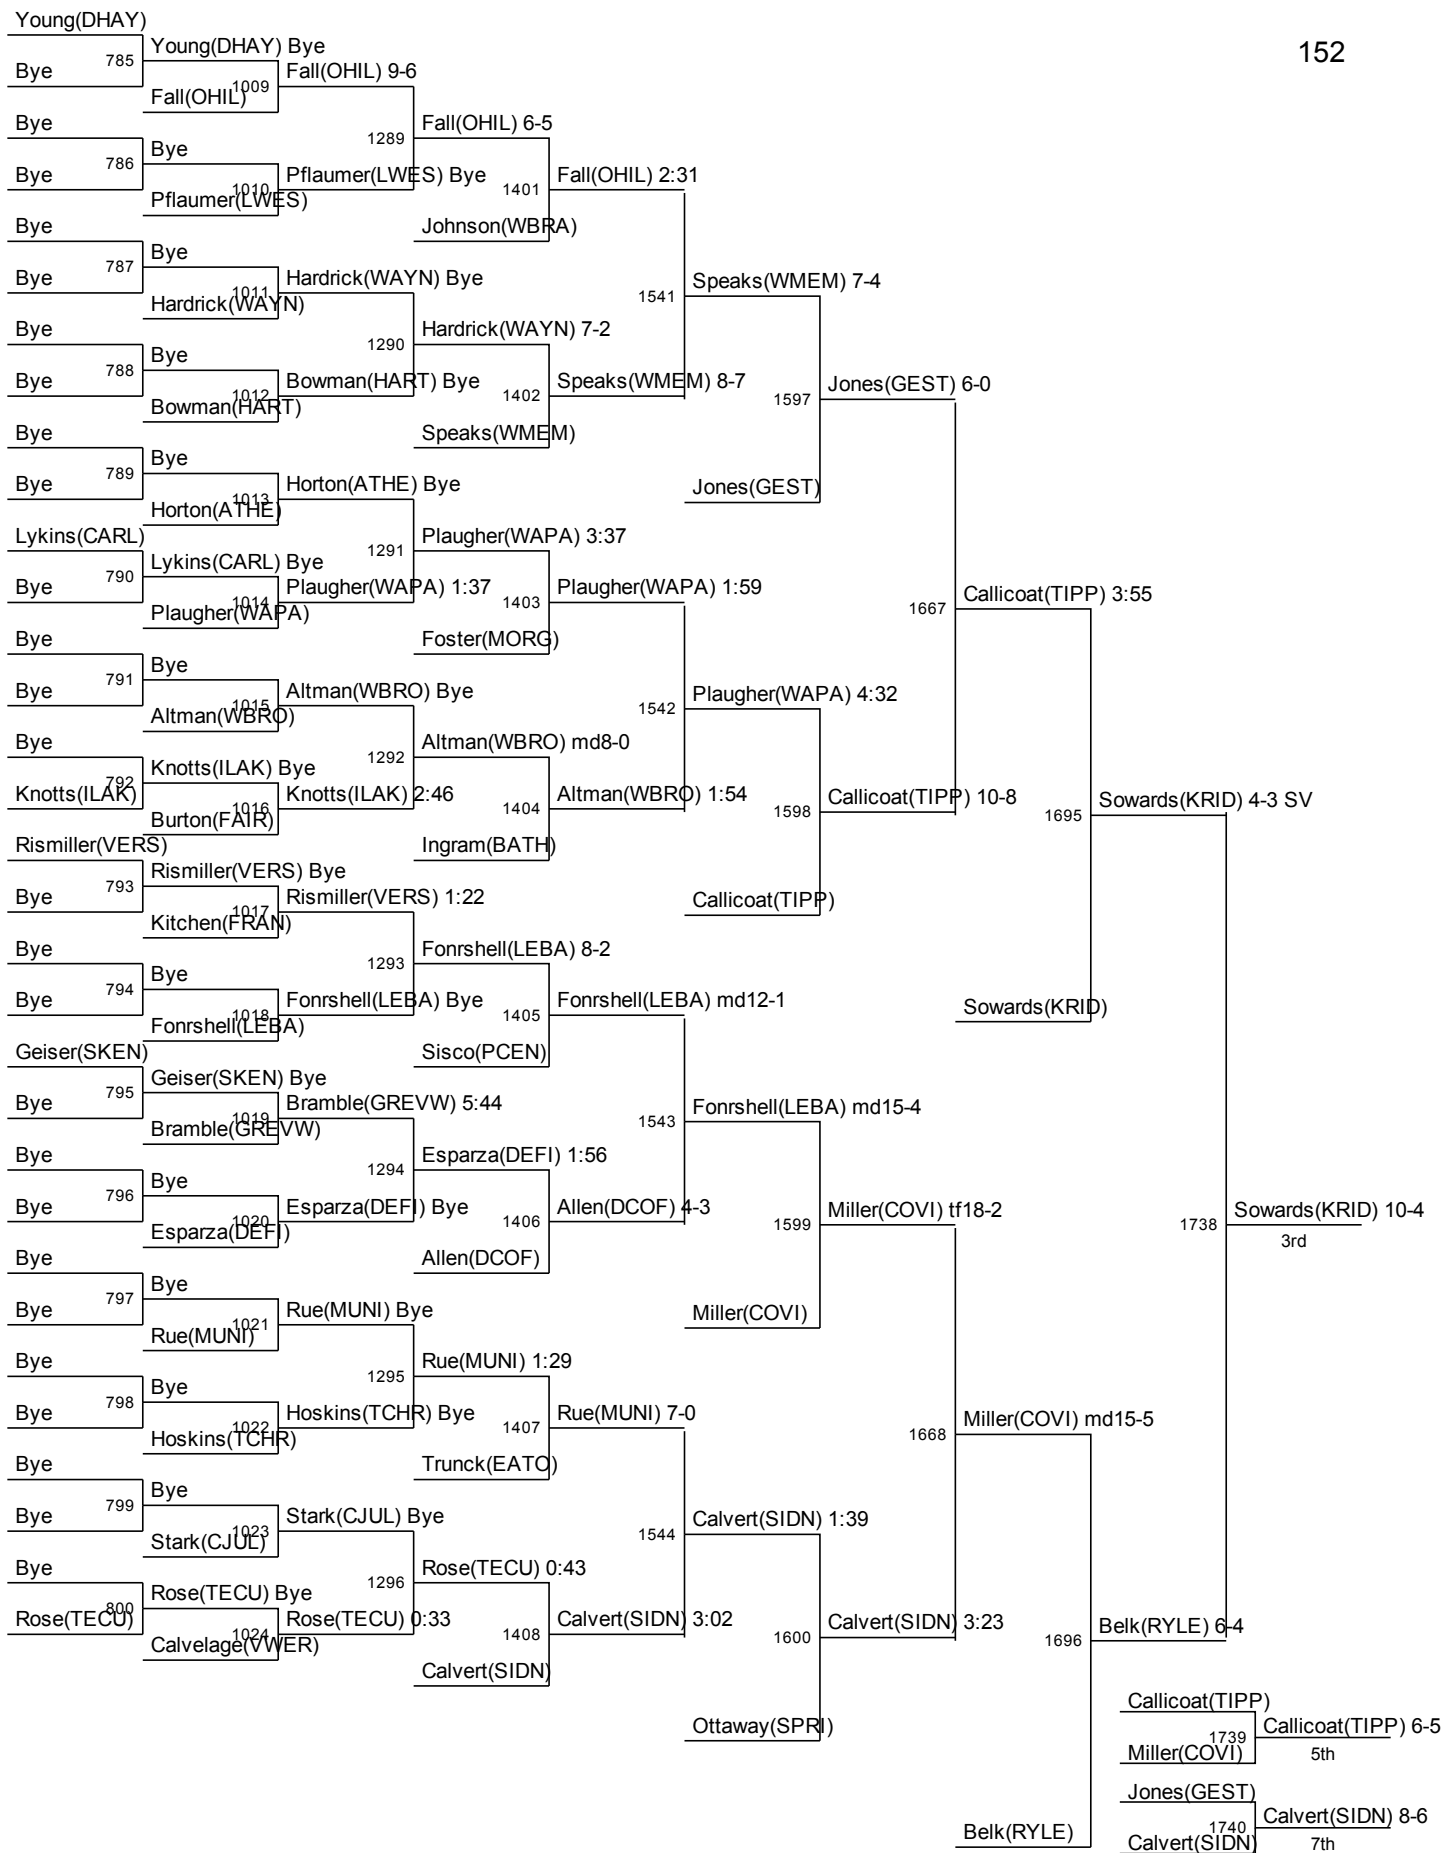 152
Young(DHAY)
785
Bye
Bye
786
Bye
Bye
787
Bye
Bye
788
Bye
Bye
789
Bye
Lykins(CARL)
790
Bye
Bye
791
Bye
Bye
792
Knotts(ILAK)
Rismiller(VERS)
793
Bye
Bye
794
Bye
Geiser(SKEN)
795
Bye
Bye
796
Bye
Bye
797
Bye
Bye
798
Bye
Bye
799
Bye
Bye
800
Rose(TECU)
Young(DHAY) Bye
1009
Fall(OHIL)
Bye
1010
Pflaumer(LWES)
Bye
1011
Hardrick(WAYN)
Bye
1012
Bowman(HART)
Bye
1013
Horton(ATHE)
Lykins(CARL) Bye
1014
Plaugher(WAPA)
Bye
1015
Altman(WBRO)
Knotts(ILAK) Bye
1016
Burton(FAIR)
Rismiller(VERS) Bye
1017
Kitchen(FRAN)
Bye
1018
Fonrshell(LEBA)
Geiser(SKEN) Bye
1019
Bramble(GREVW)
Bye
1020
Esparza(DEFI)
Bye
1021
Rue(MUNI)
Bye
1022
Hoskins(TCHR)
Bye
1023
Stark(CJUL)
Rose(TECU) Bye
1024
Calvelage(VWER)
Fall(OHIL) 9-6
1289
Pflaumer(LWES) Bye
Hardrick(WAYN) Bye
1290
Bowman(HART) Bye
Horton(ATHE) Bye
1291
Plaugher(WAPA) 1:37
Altman(WBRO) Bye
1292
Knotts(ILAK) 2:46
Rismiller(VERS) 1:22
1293
Fonrshell(LEBA) Bye
Bramble(GREVW) 5:44
1294
Esparza(DEFI) Bye
Rue(MUNI) Bye
1295
Hoskins(TCHR) Bye
Stark(CJUL) Bye
1296
Rose(TECU) 0:33
Fall(OHIL) 6-5
1401
Johnson(WBRA)
Hardrick(WAYN) 7-2
1402
Speaks(WMEM)
Plaugher(WAPA) 3:37
1403
Foster(MORG)
Altman(WBRO) md8-0
1404
Ingram(BATH)
Fonrshell(LEBA) 8-2
1405
Sisco(PCEN)
Esparza(DEFI) 1:56
1406
Allen(DCOF)
Rue(MUNI) 1:29
1407
Trunck(EATO)
Rose(TECU) 0:43
1408
Calvert(SIDN)
Fall(OHIL) 2:31
1541
Speaks(WMEM) 8-7
Plaugher(WAPA) 1:59
1542
Altman(WBRO) 1:54
Fonrshell(LEBA) md12-1
1543
Allen(DCOF) 4-3
Rue(MUNI) 7-0
1544
Calvert(SIDN) 3:02
Speaks(WMEM) 7-4
1597
Jones(GEST)
Plaugher(WAPA) 4:32
1598
Callicoat(TIPP)
Fonrshell(LEBA) md15-4
1599
Miller(COVI)
Calvert(SIDN) 1:39
1600
Ottaway(SPRI)
Jones(GEST) 6-0
1667
Callicoat(TIPP) 10-8
Miller(COVI) tf18-2
1668
Calvert(SIDN) 3:23
Callicoat(TIPP) 3:55
1695
Sowards(KRID)
Miller(COVI) md15-5
1696
Belk(RYLE)
Sowards(KRID) 4-3 SV
1738
Belk(RYLE) 6-4
Sowards(KRID) 10-4
3rd
Callicoat(TIPP)
1739
Miller(COVI)
Callicoat(TIPP) 6-5
5th
Jones(GEST)
1740
Calvert(SIDN)
Calvert(SIDN) 8-6
7th